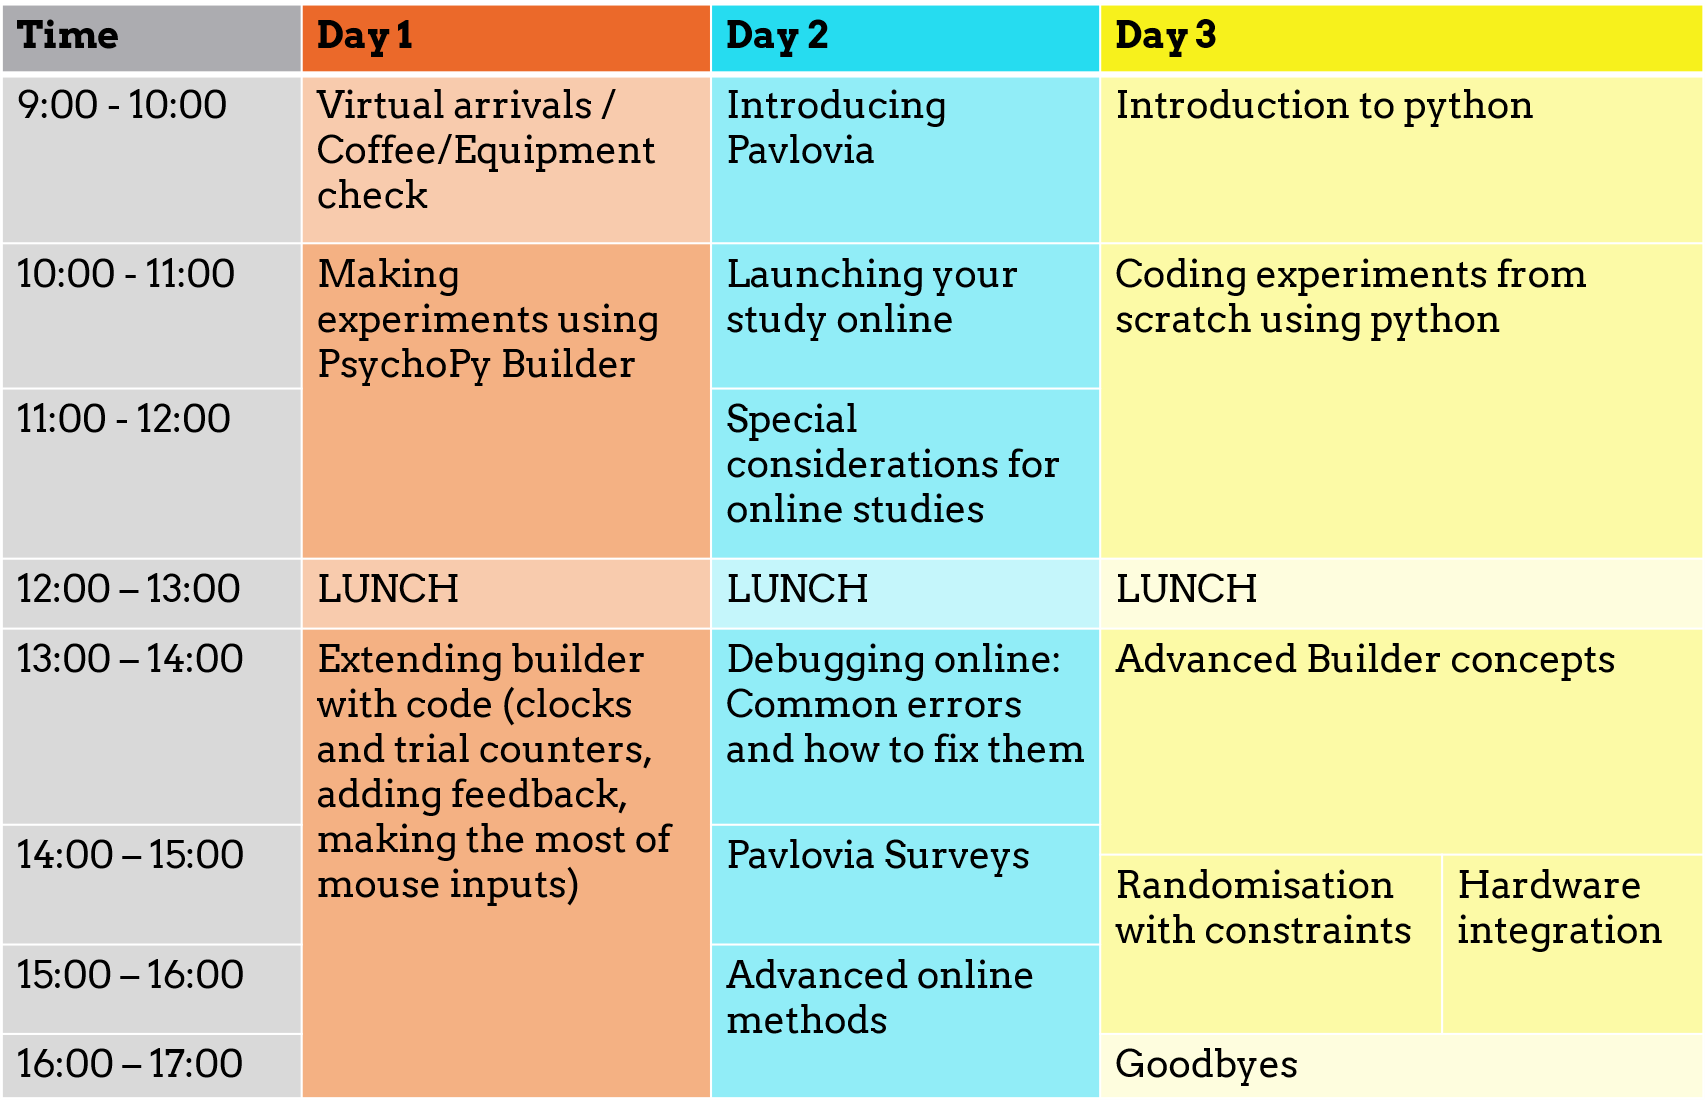 Time
Day 1
Day 2
Day 3
9:00 - 10:00
Virtual arrivals /
Coffee/Equipment
check
Introducing
Pavlovia
Introduction to python
10:00 - 11:00
Making
experiments using
PsychoPy Builder
Launching your
study online
Coding experiments from
scratch using python
11:00 - 12:00
Special
considerations for
online studies
12:00 – 13:00
LUNCH
LUNCH
LUNCH
13:00 – 14:00
Extending builder
with code (clocks
and trial counters,
adding feedback,
making the most of
mouse inputs)
Debugging online:
Common errors
and how to fix them
Advanced Builder concepts
14:00 – 15:00
Pavlovia Surveys
Randomisation
with constraints
Hardware
integration
15:00 – 16:00
Advanced online
methods
16:00 – 17:00
Goodbyes